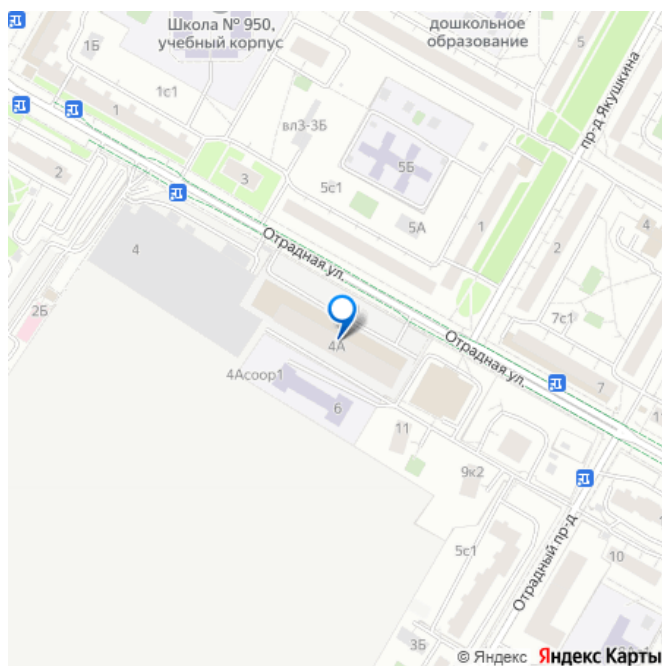 Школа № 950,
учебный корпус
дошкольное
образование
5
1Б
пр-д Якушкина
1с1
1
вл3-3Б
5Б
2
3
5с1
5А
1
4
2
4
Отрадная ул.
2Б
7с1
Отрадная ул.
4А
4Асоор1
6
7
11
9к2
5с1
Отрадный пр-д
10
3Б
© Яндекс Яндекс Карты